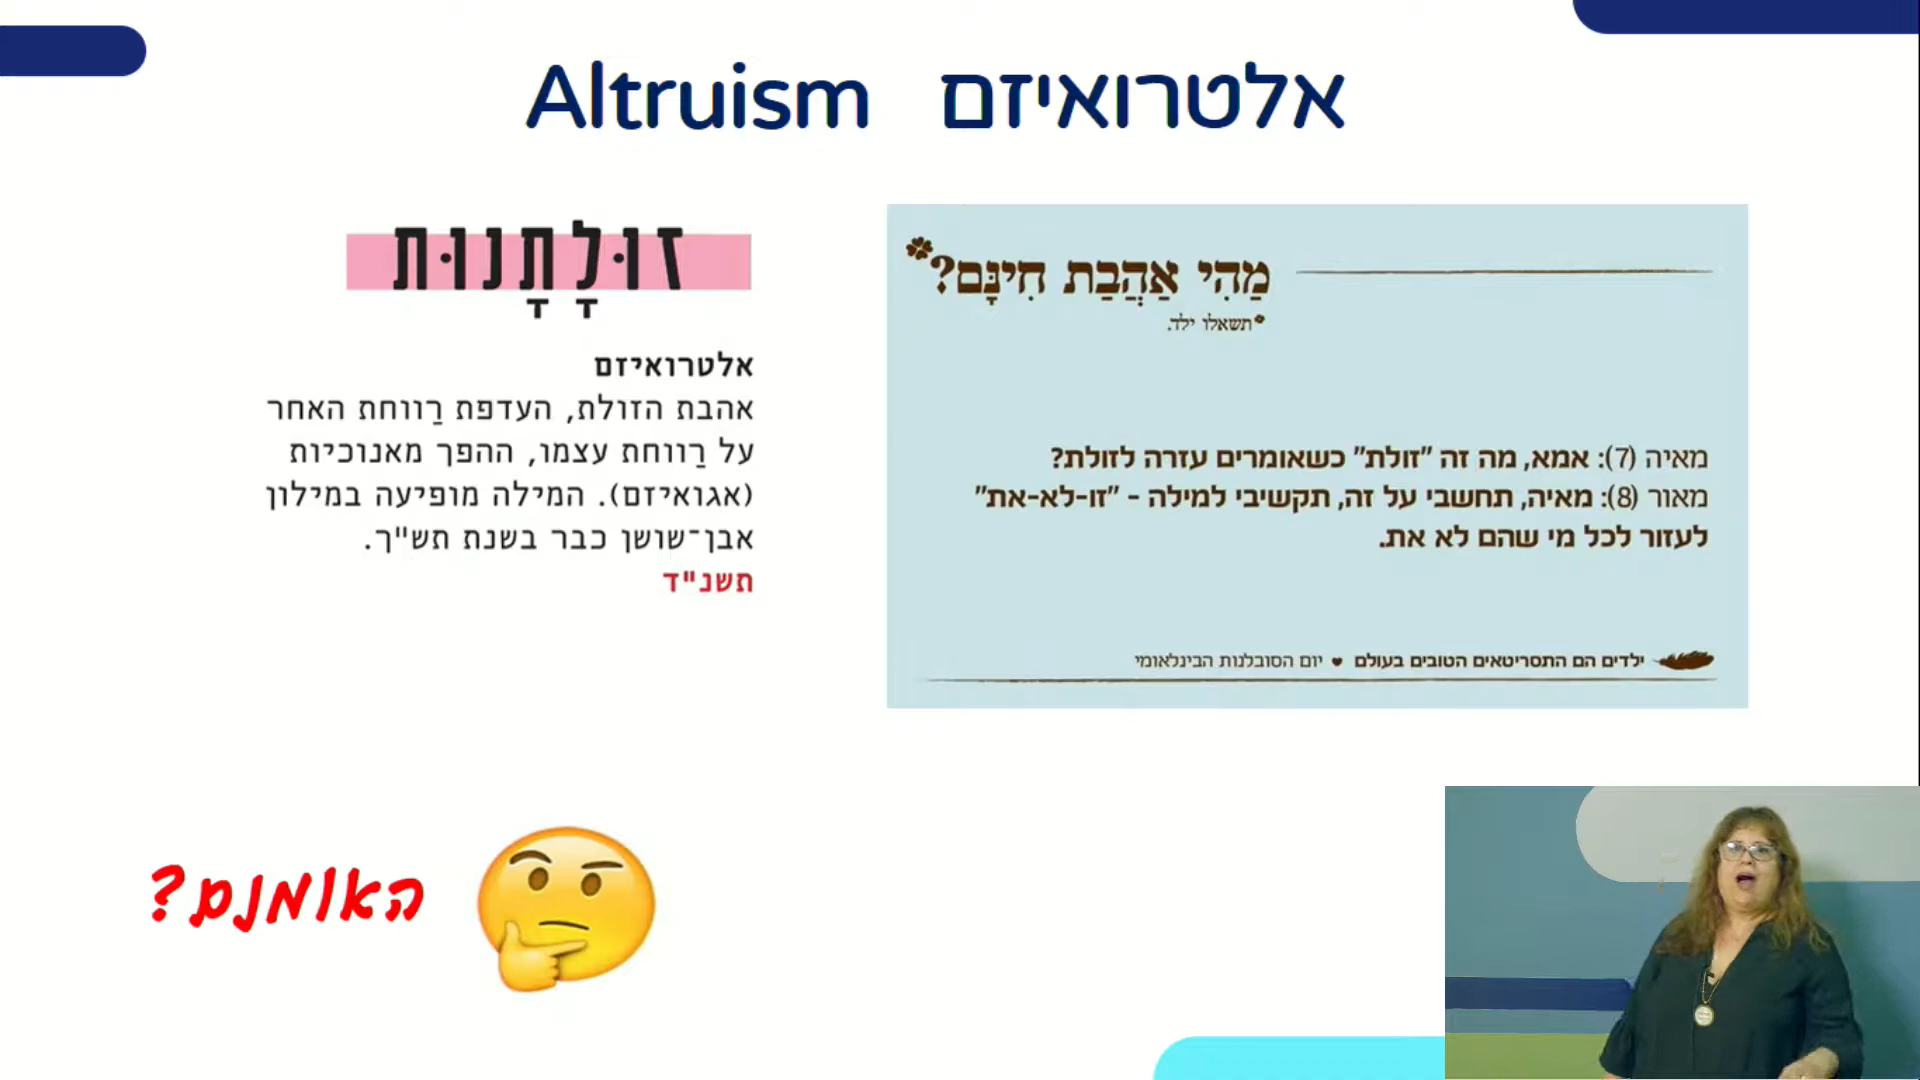 אלטרואיזם Altruism
זוּלָתָנוּת
אלטרואיזם
אהבת הזולת, העדפת רַווחת האחר
על רַווחת עצמו, ההפך מאנוכיות
(אגואיזם). המילה מופיעה במילון
אבן־שושן כבר בשנת תש"ך.
תשנ"ד
מַהִי אַהֲבַת חִינָּם?
תשאלו ילד.
מאיה (7): אמא, מה זה "זולת" כשאומרים עזרה לזולת?
מאור (8): מאיה, תחשבי על זה, תקשיבי למילה - "זו-לא-את"
לעזור לכל מי שהם לא את.
ילדים הם התסריטאים הטובים בעולם ♥ יום הסובלנות הבינלאומי
האומנם?